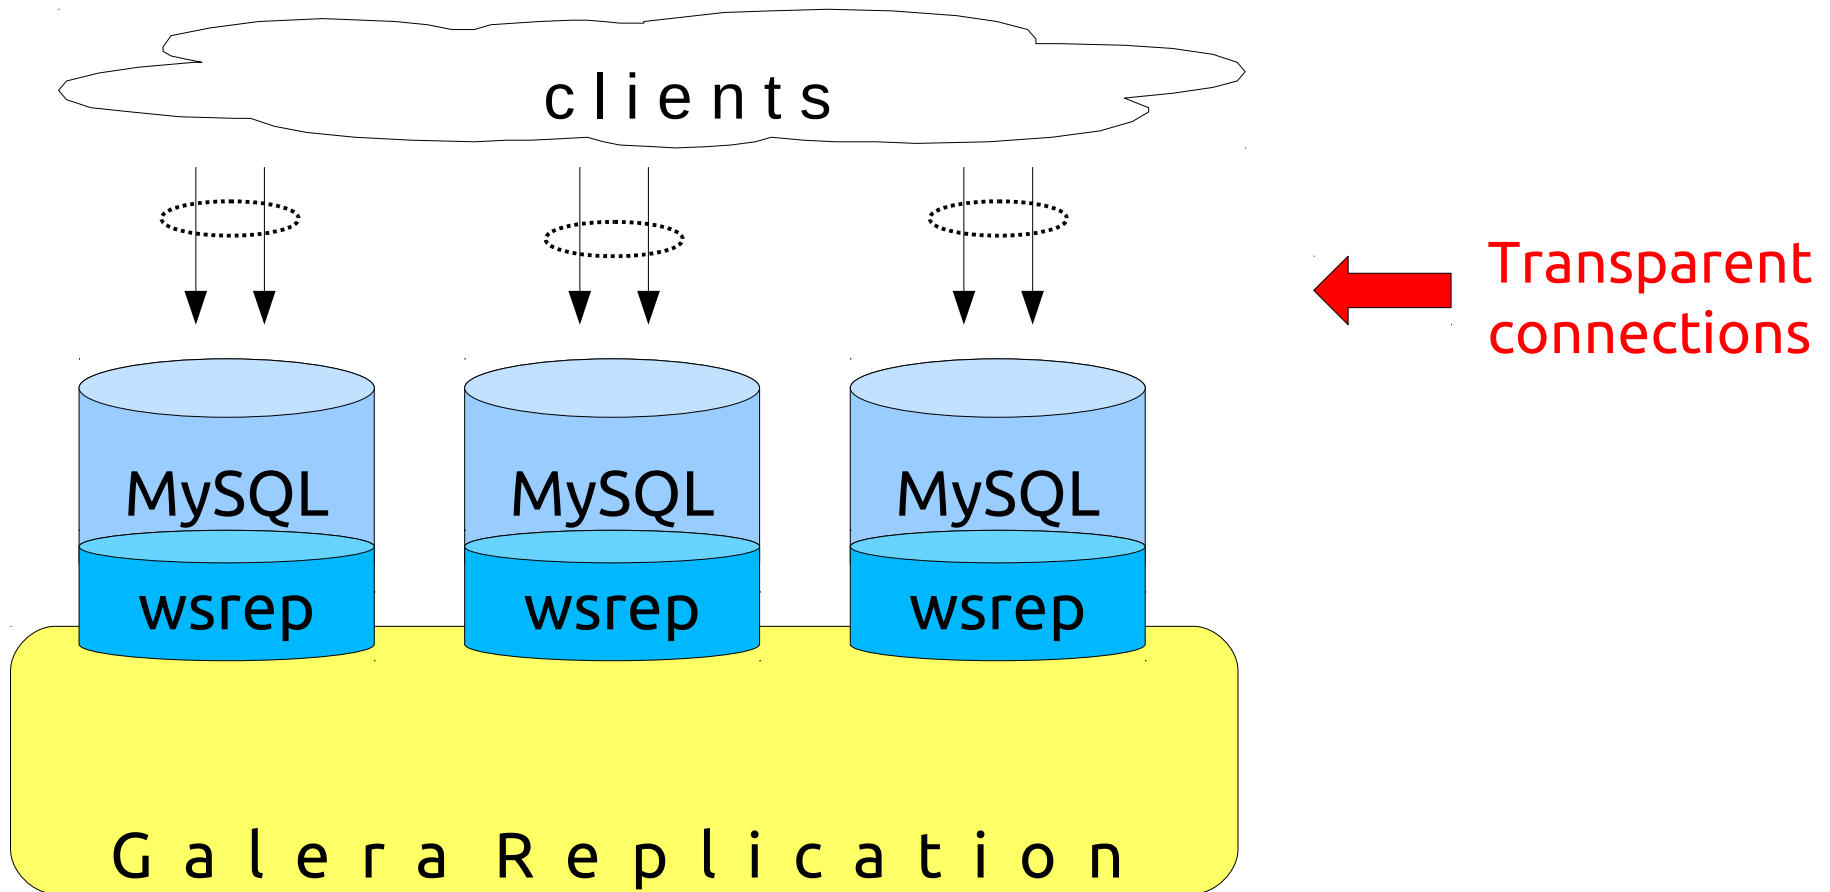 clients
Transparent
connections
MySQL MySQL MySQL
wsrep wsrep wsrep
Galera Replication